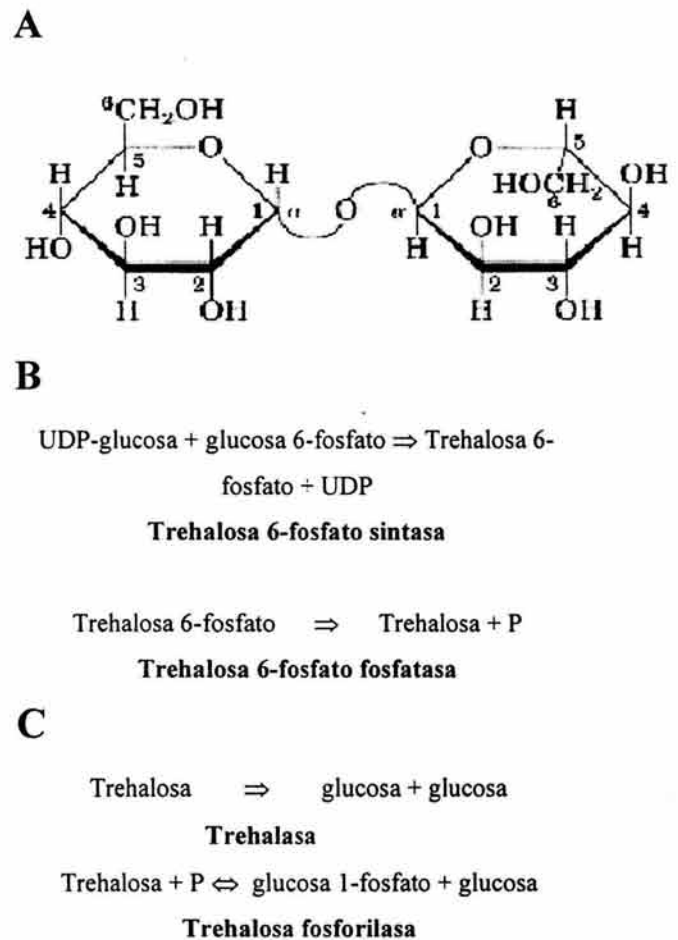 A
⁶CH₂OH
H
5
O
H
H
O
5
H
H
HOCH₂
6
OH
4
1
α
O
α
1
4
OH
H
OH
H
HO
H
H
3
2
2
3
H
OH
H
OH
B
UDP-glucosa + glucosa 6-fosfato ⇒ Trehalosa 6-
fosfato + UDP
Trehalosa 6-fosfato sintasa
Trehalosa 6-fosfato ⇒ Trehalosa + P
Trehalosa 6-fosfato fosfatasa
C
Trehalosa ⇒ glucosa + glucosa
Trehalasa
Trehalosa + P ⇔ glucosa 1-fosfato + glucosa
Trehalosa fosforilasa